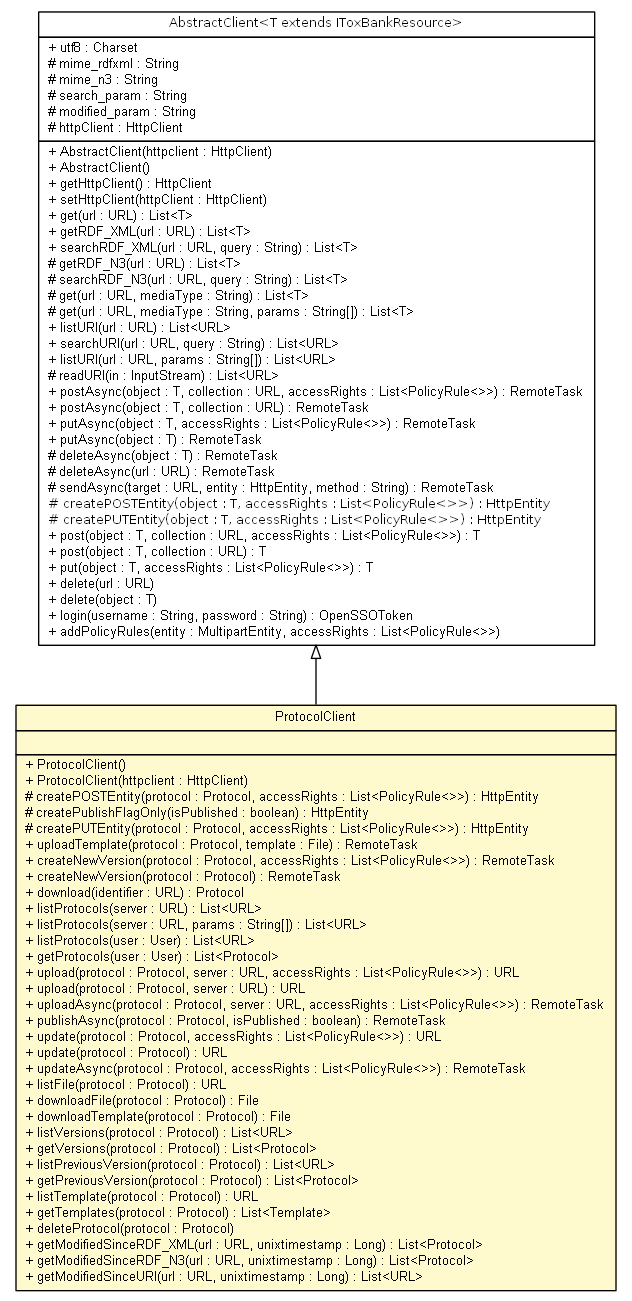 AbstractClient<T extends IToxBankResource>
+ utf8 : Charset
# mime_rdfxml : String
# mime_n3 : String
# search_param : String
# modified_param : String
# httpClient : HttpClient
+ AbstractClient(httpclient : HttpClient)
+ AbstractClient()
+ getHttpClient() : HttpClient
+ setHttpClient(httpClient : HttpClient)
+ get(url : URL) : List<T>
+ getRDF_XML(url : URL) : List<T>
+ searchRDF_XML(url : URL, query : String) : List<T>
# getRDF_N3(url : URL) : List<T>
# searchRDF_N3(url : URL, query : String) : List<T>
# get(url : URL, mediaType : String) : List<T>
# get(url : URL, mediaType : String, params : String[]) : List<T>
+ listURI(url : URL) : List<URL>
+ searchURI(url : URL, query : String) : List<URL>
+ listURI(url : URL, params : String[]) : List<URL>
# readURI(in : InputStream) : List<URL>
+ postAsync(object : T, collection : URL, accessRights : List<PolicyRule<>>) : RemoteTask
+ postAsync(object : T, collection : URL) : RemoteTask
+ putAsync(object : T, accessRights : List<PolicyRule<>>) : RemoteTask
+ putAsync(object : T) : RemoteTask
# deleteAsync(object : T) : RemoteTask
# deleteAsync(url : URL) : RemoteTask
# sendAsync(target : URL, entity : HttpEntity, method : String) : RemoteTask
# createPOSTEntity(object : T, accessRights : List<PolicyRule<>>) : HttpEntity
# createPUTEntity(object : T, accessRights : List<PolicyRule<>>) : HttpEntity
+ post(object : T, collection : URL, accessRights : List<PolicyRule<>>) : T
+ post(object : T, collection : URL) : T
+ put(object : T, accessRights : List<PolicyRule<>>) : T
+ delete(url : URL)
+ delete(object : T)
+ login(username : String, password : String) : OpenSSOToken
+ addPolicyRules(entity : MultipartEntity, accessRights : List<PolicyRule<>>)
ProtocolClient
+ ProtocolClient()
+ ProtocolClient(httpclient : HttpClient)
# createPOSTEntity(protocol : Protocol, accessRights : List<PolicyRule<>>) : HttpEntity
# createPublishFlagOnly(isPublished : boolean) : HttpEntity
# createPUTEntity(protocol : Protocol, accessRights : List<PolicyRule<>>) : HttpEntity
+ uploadTemplate(protocol : Protocol, template : File) : RemoteTask
+ createNewVersion(protocol : Protocol, accessRights : List<PolicyRule<>>) : RemoteTask
+ createNewVersion(protocol : Protocol) : RemoteTask
+ download(identifier : URL) : Protocol
+ listProtocols(server : URL) : List<URL>
+ listProtocols(server : URL, params : String[]) : List<URL>
+ listProtocols(user : User) : List<URL>
+ getProtocols(user : User) : List<Protocol>
+ upload(protocol : Protocol, server : URL, accessRights : List<PolicyRule<>>) : URL
+ upload(protocol : Protocol, server : URL) : URL
+ uploadAsync(protocol : Protocol, server : URL, accessRights : List<PolicyRule<>>) : RemoteTask
+ publishAsync(protocol : Protocol, isPublished : boolean) : RemoteTask
+ update(protocol : Protocol, accessRights : List<PolicyRule<>>) : URL
+ update(protocol : Protocol) : URL
+ updateAsync(protocol : Protocol, accessRights : List<PolicyRule<>>) : RemoteTask
+ listFile(protocol : Protocol) : URL
+ downloadFile(protocol : Protocol) : File
+ downloadTemplate(protocol : Protocol) : File
+ listVersions(protocol : Protocol) : List<URL>
+ getVersions(protocol : Protocol) : List<Protocol>
+ listPreviousVersion(protocol : Protocol) : List<URL>
+ getPreviousVersion(protocol : Protocol) : List<Protocol>
+ listTemplate(protocol : Protocol) : URL
+ getTemplates(protocol : Protocol) : List<Template>
+ deleteProtocol(protocol : Protocol)
+ getModifiedSinceRDF_XML(url : URL, unixtimestamp : Long) : List<Protocol>
+ getModifiedSinceRDF_N3(url : URL, unixtimestamp : Long) : List<Protocol>
+ getModifiedSinceURI(url : URL, unixtimestamp : Long) : List<URL>